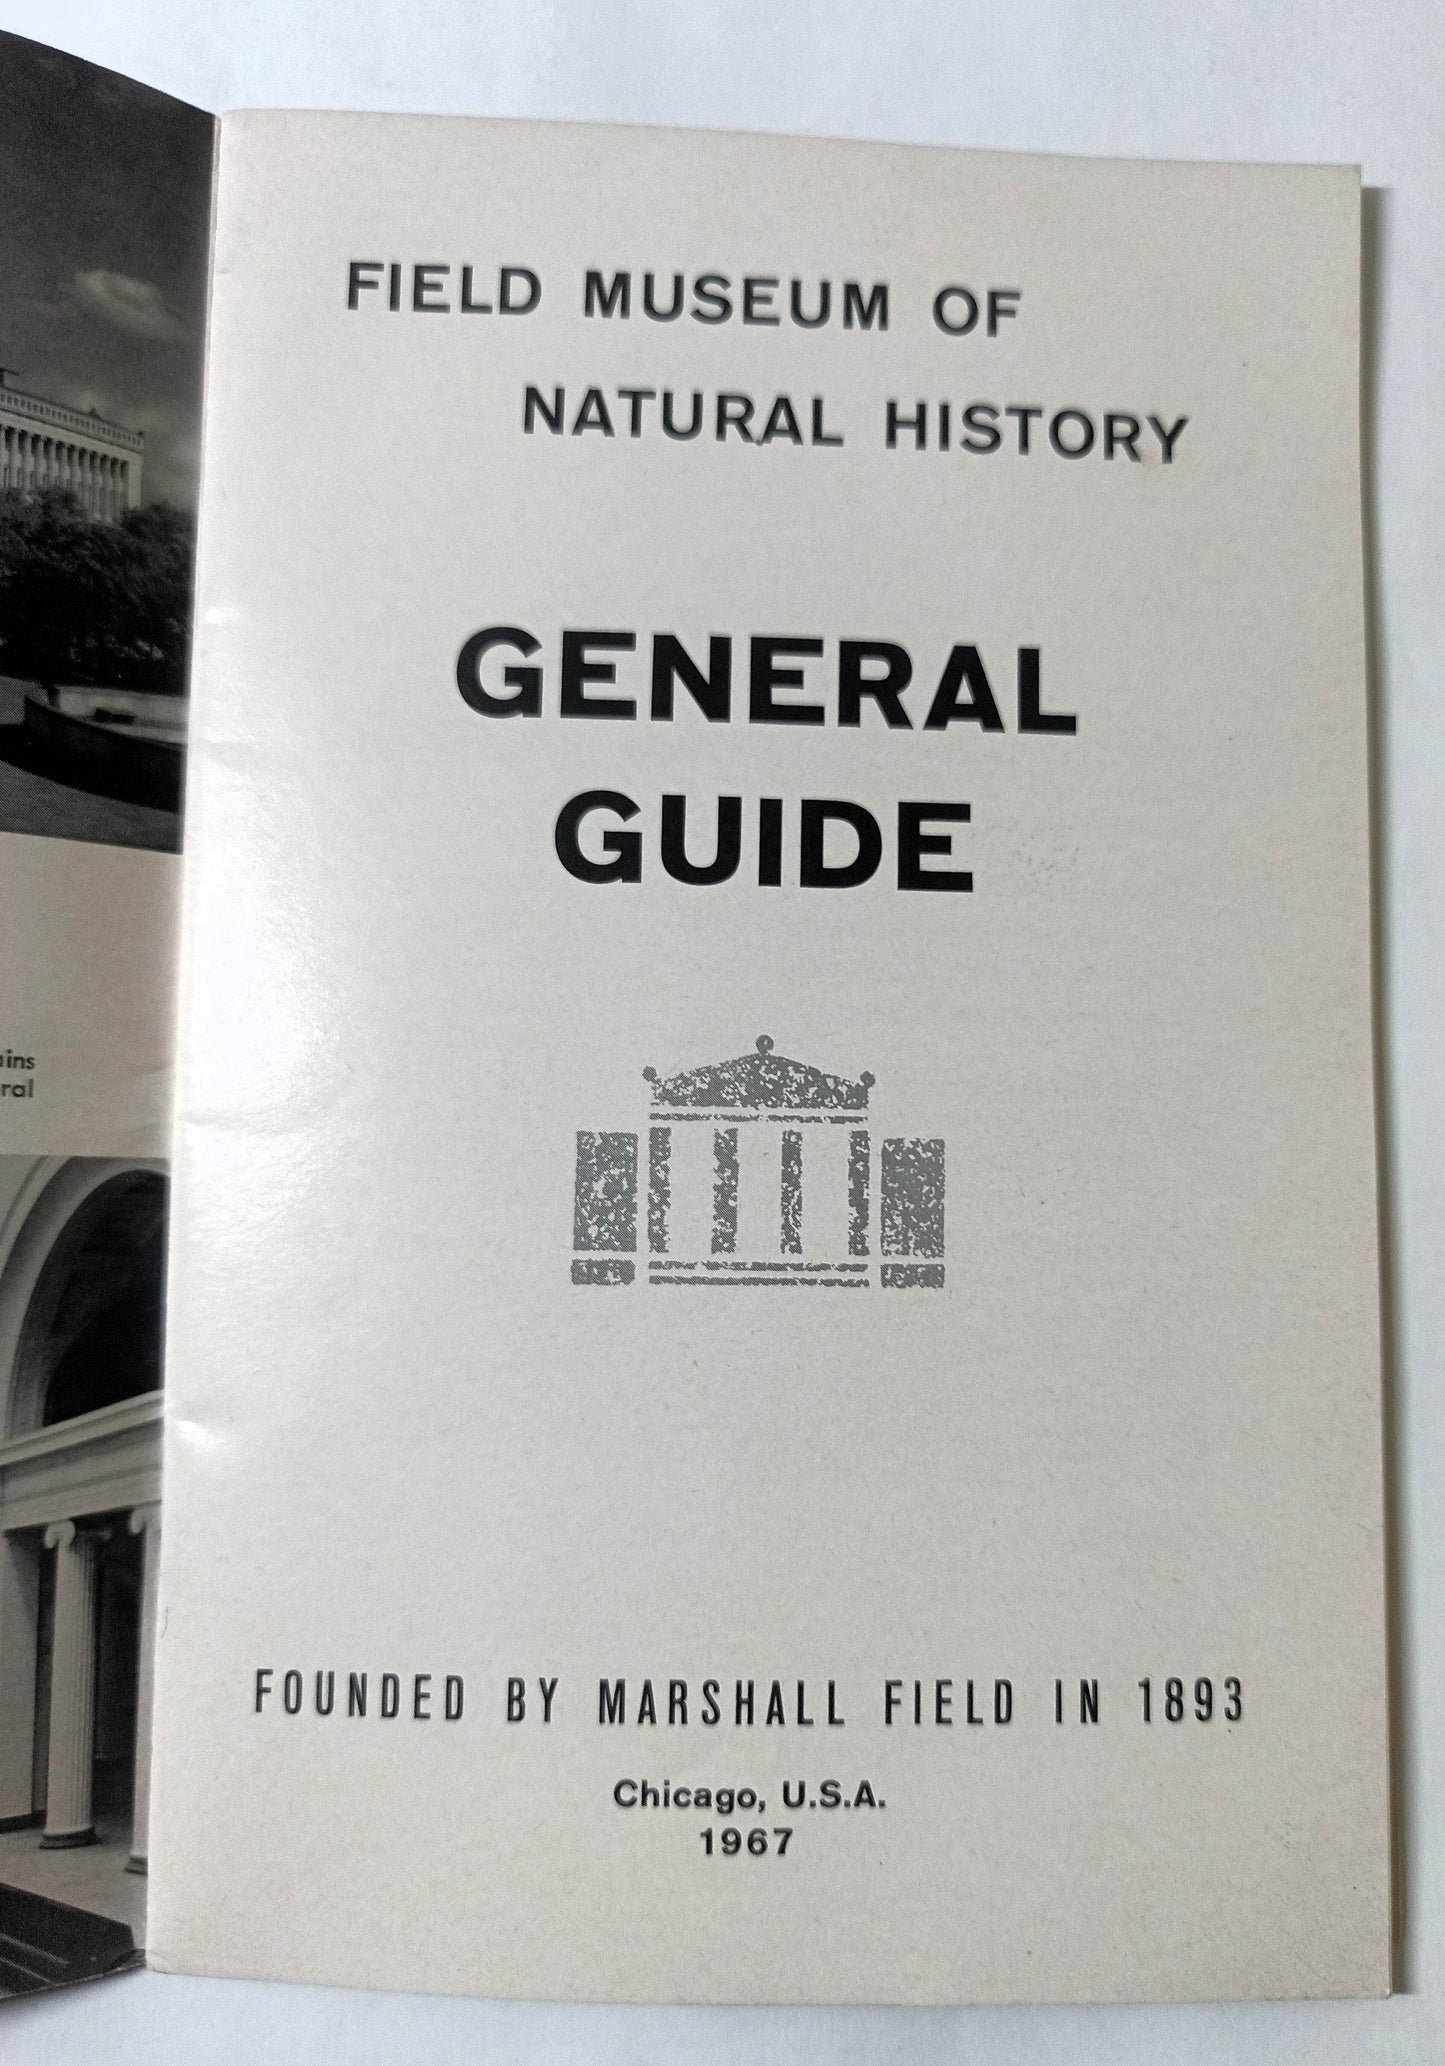 FIELD MUSEUM OF
NATURAL HISTORY
GENERAL
GUIDE
FOUNDED BY MARSHALL FIELD IN 1893
Chicago, U.S.A.
1967